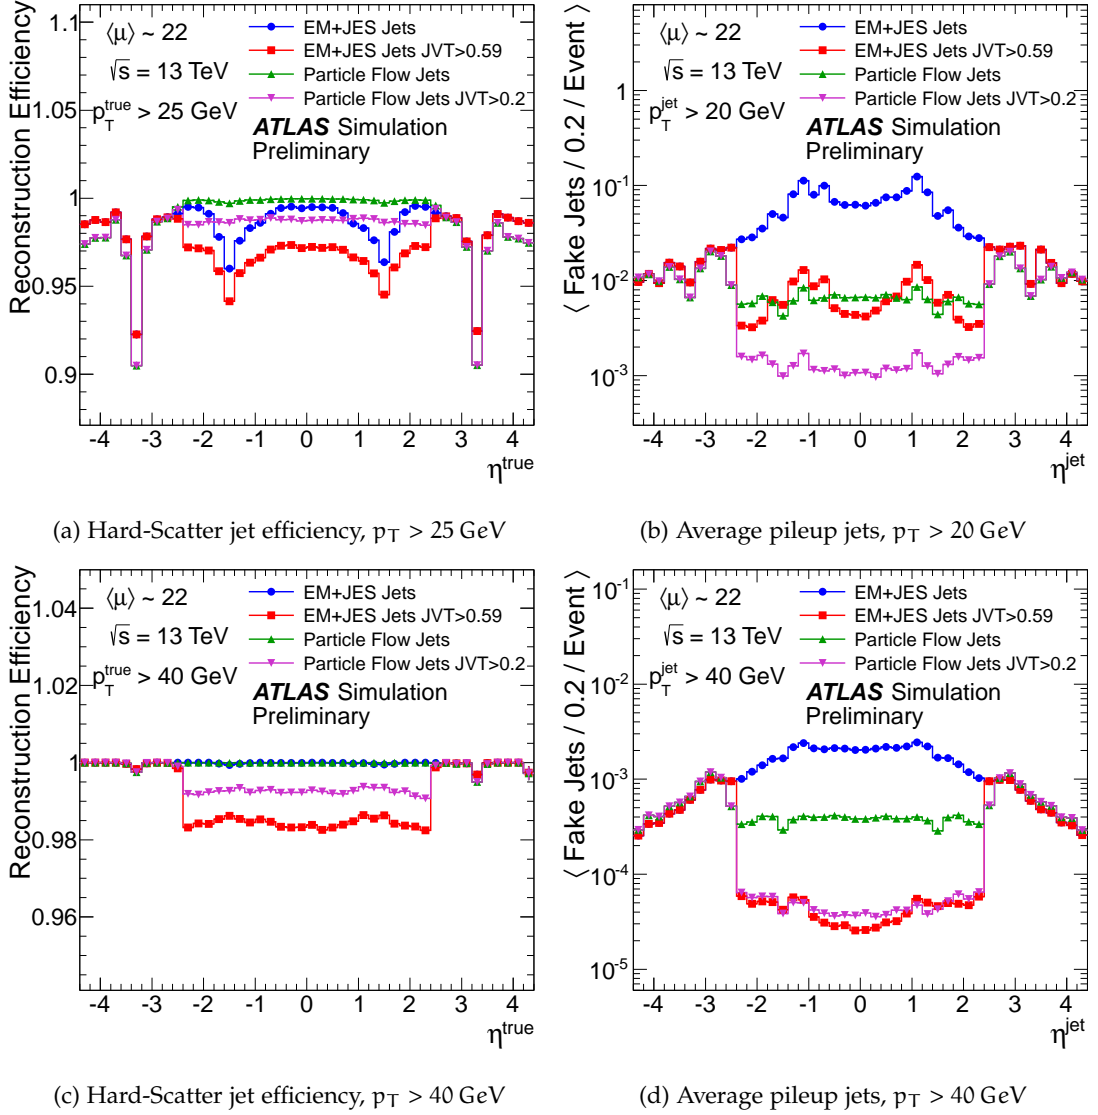 Reconstruction Efficiency
1.1
1.05
1
0.95
0.9
⟨μ⟩ ~ 22
√s = 13 TeV
p_T^true > 25 GeV
EM+JES Jets
EM+JES Jets JVT>0.59
Particle Flow Jets
Particle Flow Jets JVT>0.2
ATLAS Simulation
Preliminary
-4 -3 -2 -1 0 1 2 3 4
η^true
(a) Hard-Scatter jet efficiency, p_T > 25 GeV
⟨ Fake Jets / 0.2 / Event ⟩
1
10^-1
10^-2
10^-3
⟨μ⟩ ~ 22
√s = 13 TeV
p_T^jet > 20 GeV
EM+JES Jets
EM+JES Jets JVT>0.59
Particle Flow Jets
Particle Flow Jets JVT>0.2
ATLAS Simulation
Preliminary
-4 -3 -2 -1 0 1 2 3 4
η^jet
(b) Average pileup jets, p_T > 20 GeV
Reconstruction Efficiency
1.04
1.02
1
0.98
0.96
⟨μ⟩ ~ 22
√s = 13 TeV
p_T^true > 40 GeV
EM+JES Jets
EM+JES Jets JVT>0.59
Particle Flow Jets
Particle Flow Jets JVT>0.2
ATLAS Simulation
Preliminary
-4 -3 -2 -1 0 1 2 3 4
η^true
(c) Hard-Scatter jet efficiency, p_T > 40 GeV
⟨ Fake Jets / 0.2 / Event ⟩
10^-1
10^-2
10^-3
10^-4
10^-5
⟨μ⟩ ~ 22
√s = 13 TeV
p_T^jet > 40 GeV
EM+JES Jets
EM+JES Jets JVT>0.59
Particle Flow Jets
Particle Flow Jets JVT>0.2
ATLAS Simulation
Preliminary
-4 -3 -2 -1 0 1 2 3 4
η^jet
(d) Average pileup jets, p_T > 40 GeV